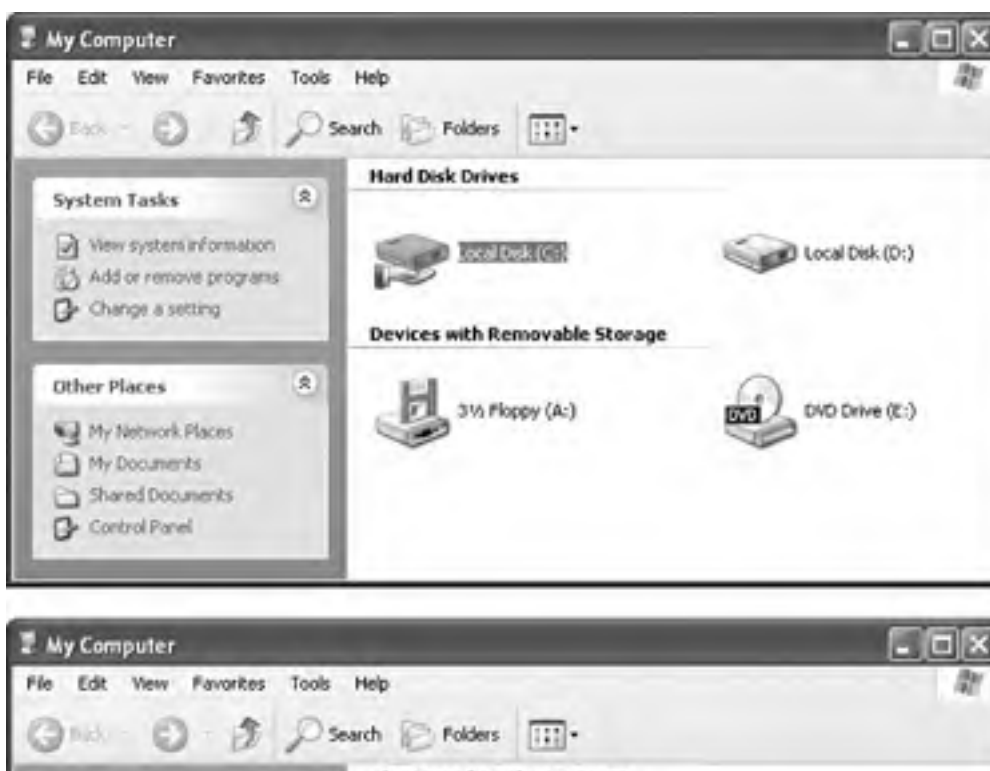 My Computer
File Edit View Favorites Tools Help
Back Search Folders
Hard Disk Drives
System Tasks
View system information
Add or remove programs
Change a setting
Local Disk (C:)
Local Disk (D:)
Devices with Removable Storage
Other Places
My Network Places
My Documents
Shared Documents
Control Panel
3½ Floppy (A:)
DVD
DVD Drive (E:)
My Computer
File Edit View Favorites Tools Help
Back Search Folders